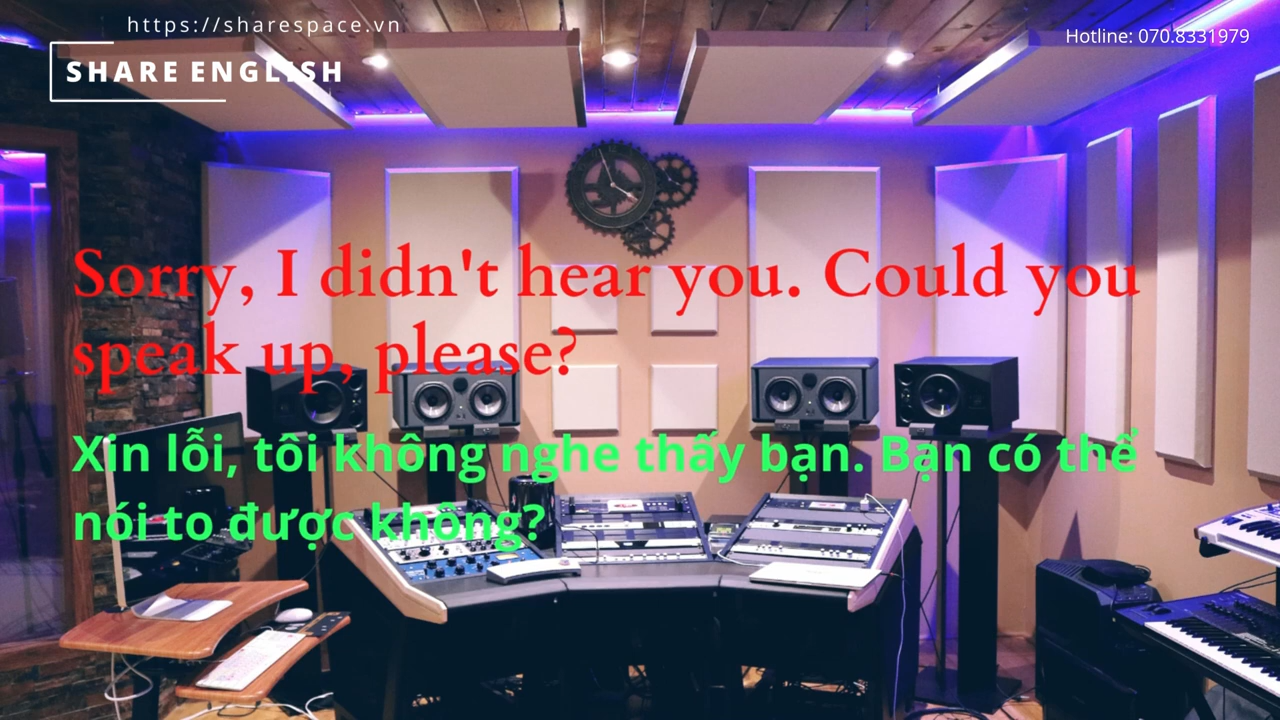 https://sharespace.vn
Hotline: 070.8331979
SHARE ENGLISH
Sorry, I didn't hear you. Could you
speak up, please?
Xin lỗi, tôi không nghe thấy bạn. Bạn có thể
nói to được không?